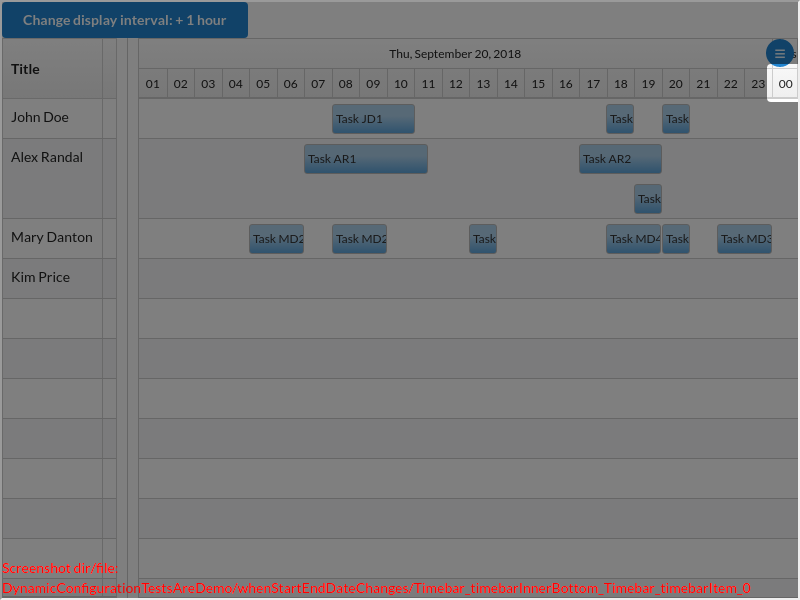 Change display interval: + 1 hour
Title
Thu, September 20, 2018
01 02 03 04 05 06 07 08 09 10 11 12 13 14 15 16 17 18 19 20 21 22 23 00
John Doe
Task JD1
Task
Task
Alex Randal
Task AR1
Task AR2
Task
Mary Danton
Task MD2
Task MD2
Task
Task MD4
Task
Task MD3
Kim Price
Screenshot dir/file:
DynamicConfigurationTestsAreDemo/whenStartEndDateChanges/Timebar_timebarInnerBottom_Timebar_timebarItem_0